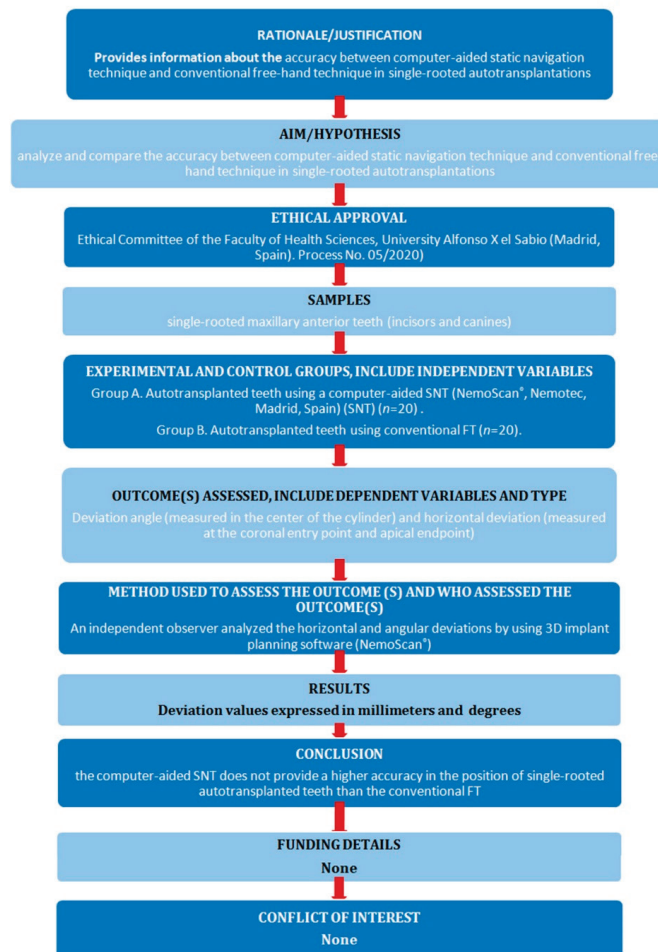 RATIONALE/JUSTIFICATION
Provides information about the accuracy between computer-aided static navigation
technique and conventional free-hand technique in single-rooted autotransplantations
AIM/HYPOTHESIS
analyze and compare the accuracy between computer-aided static navigation technique and conventional free-
hand technique in single-rooted autotransplantations
ETHICAL APPROVAL
Ethical Committee of the Faculty of Health Sciences, University Alfonso X el Sabio (Madrid,
Spain). Process No. 05/2020)
SAMPLES
single-rooted maxillary anterior teeth (incisors and canines)
EXPERIMENTAL AND CONTROL GROUPS, INCLUDE INDEPENDENT VARIABLES
Group A. Autotransplanted teeth using a computer-aided SNT (NemoScan®, Nemotec,
Madrid, Spain) (SNT) (n=20) .
Group B. Autotransplanted teeth using conventional FT (n=20).
OUTCOME(S) ASSESSED, INCLUDE DEPENDENT VARIABLES AND TYPE
Deviation angle (measured in the center of the cylinder) and horizontal deviation (measured
at the coronal entry point and apical endpoint)
METHOD USED TO ASSESS THE OUTCOME (S) AND WHO ASSESSED THE
OUTCOME(S)
An independent observer analyzed the horizontal and angular deviations by using 3D implant
planning software (NemoScan®)
RESULTS
Deviation values expressed in millimeters and degrees
CONCLUSION
the computer-aided SNT does not provide a higher accuracy in the position of single-rooted
autotransplanted teeth than the conventional FT
FUNDING DETAILS
None
CONFLICT OF INTEREST
None